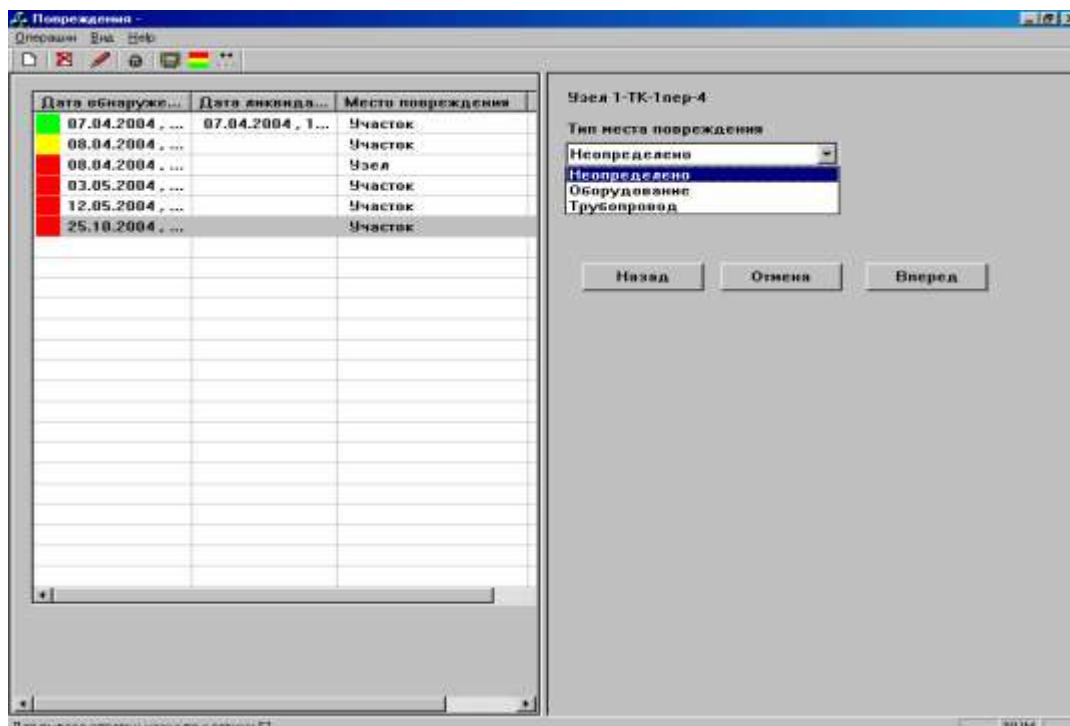 Повреждения -
Операции Вид Help
Дата обнаруже... Дата ликвида... Место повреждения
07.04.2004 , ... 07.04.2004 , 1... Участок
08.04.2004 , ... Участок
08.04.2004 , ... Узел
03.05.2004 , ... Участок
12.05.2004 , ... Участок
25.10.2004 , ... Участок
Узел 1-ТК-1пер-4
Тип места повреждения
Неопределено
Неопределено
Оборудование
Трубопровод
Назад Отмена Вперед
NUM